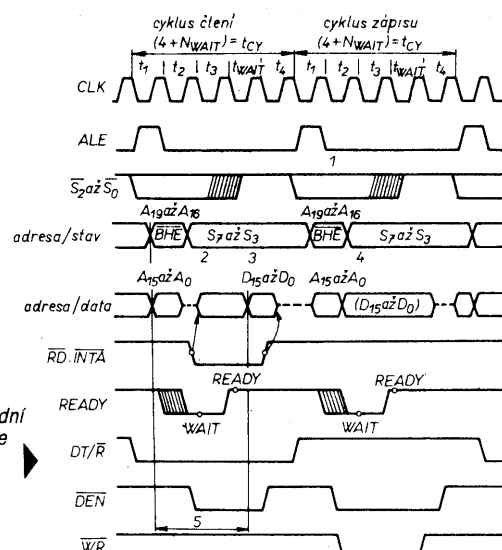 cyklus čtení cyklus zápisu
(4+N_WAIT)=t_CY (4+N_WAIT)=t_CY
t1 t2 t3 t_WAIT t4 t1 t2 t3 t_WAIT t4
CLK
ALE
1
S̅2̅ až S̅0̅
A19 až A16 A19 až A16
adresa/stav B̅H̅E̅ S7 až S3 B̅H̅E̅ S7 až S3
2 3 4
A15 až A0 D15 až D0 A15 až A0
adresa/data (D15 až D0)
R̅D̅.I̅N̅T̅A̅
READY READY
READY
WAIT WAIT
dní
e
DT/R̅
D̅E̅N̅
5
W̅R̅